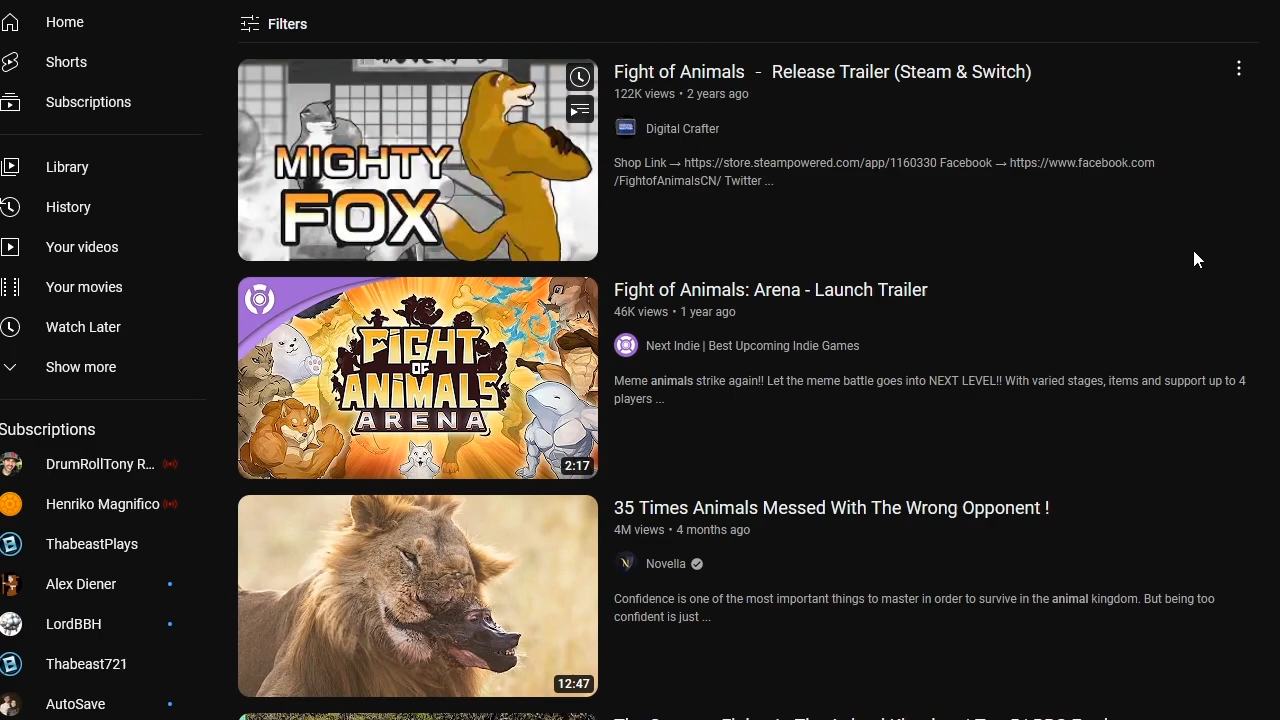 Home
Shorts
Subscriptions
Library
History
Your videos
Your movies
Watch Later
Show more
Subscriptions
DrumRollTony R...
Henriko Magnifico
ThabeastPlays
Alex Diener
LordBBH
Thabeast721
AutoSave
Filters
MIGHTY
FOX
Fight of Animals - Release Trailer (Steam & Switch)
122K views • 2 years ago
Digital Crafter
Shop Link → https://store.steampowered.com/app/1160330 Facebook → https://www.facebook.com
/FightofAnimalsCN/ Twitter ...
FIGHT
OF
ANIMALS
ARENA
2:17
Fight of Animals: Arena - Launch Trailer
46K views • 1 year ago
Next Indie | Best Upcoming Indie Games
Meme animals strike again!! Let the meme battle goes into NEXT LEVEL!! With varied stages, items and support up to 4
players ...
12:47
35 Times Animals Messed With The Wrong Opponent !
4M views • 4 months ago
Novella
Confidence is one of the most important things to master in order to survive in the animal kingdom. But being too
confident is just ...